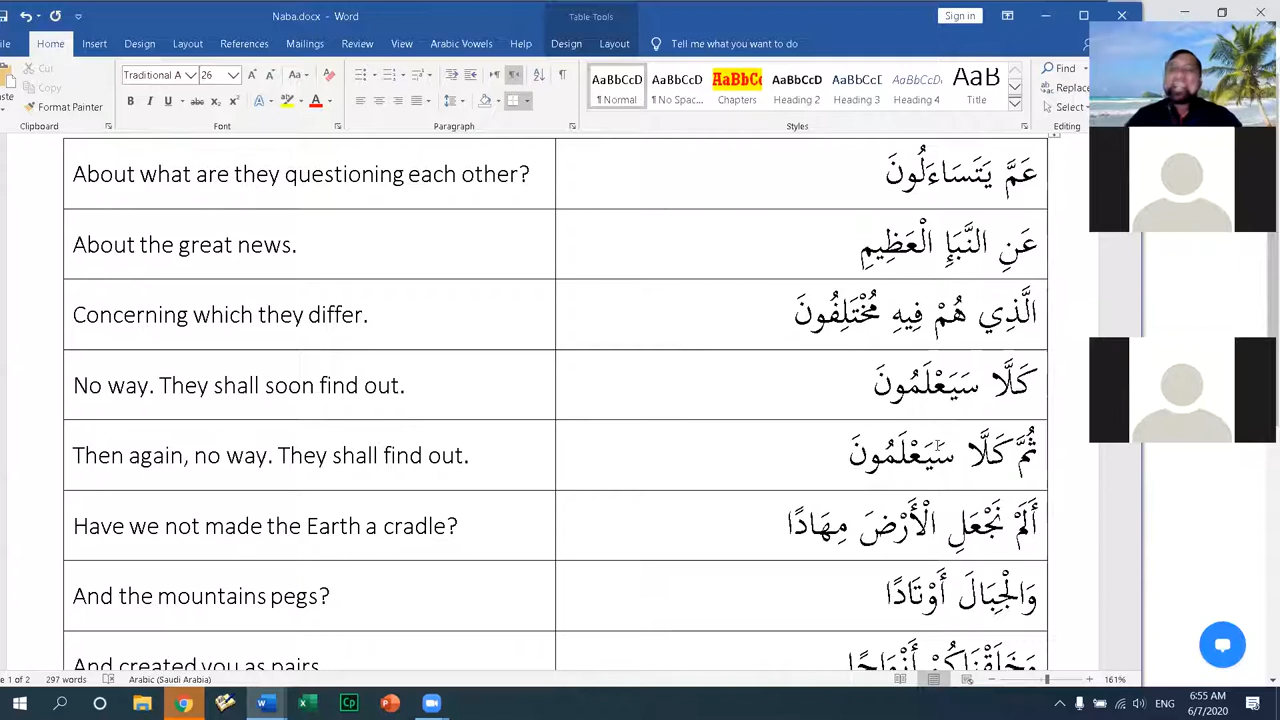 Naba.docx - Word
Table Tools
Sign in
Home Insert Design Layout References Mailings Review View Arabic Vowels Help Design Layout Tell me what you want to do
Cut
Copy
Format Painter
Clipboard
Traditional A 26
Font
Paragraph
AaBbCcD AaBbCcD AaBbCc AaBbCcD AaBbCcD AaBbCcD AaB
¶ Normal ¶ No Spac... Chapters Heading 2 Heading 3 Heading 4 Title
Styles
Find
Replace
Select
Editing
About what are they questioning each other? عَمَّ يَتَسَاءَلُونَ
About the great news. عَنِ النَّبَإِ الْعَظِيمِ
Concerning which they differ. الَّذِي هُمْ فِيهِ مُخْتَلِفُونَ
No way. They shall soon find out. كَلَّا سَيَعْلَمُونَ
Then again, no way. They shall find out. ثُمَّ كَلَّا سَيَعْلَمُونَ
Have we not made the Earth a cradle? أَلَمْ نَجْعَلِ الْأَرْضَ مِهَادًا
And the mountains pegs? وَالْجِبَالَ أَوْتَادًا
And created you as pairs وَخَلَقْنَاكُمْ أَزْوَاجًا
1 of 2 297 words Arabic (Saudi Arabia) 161%
ENG
6:55 AM
6/7/2020